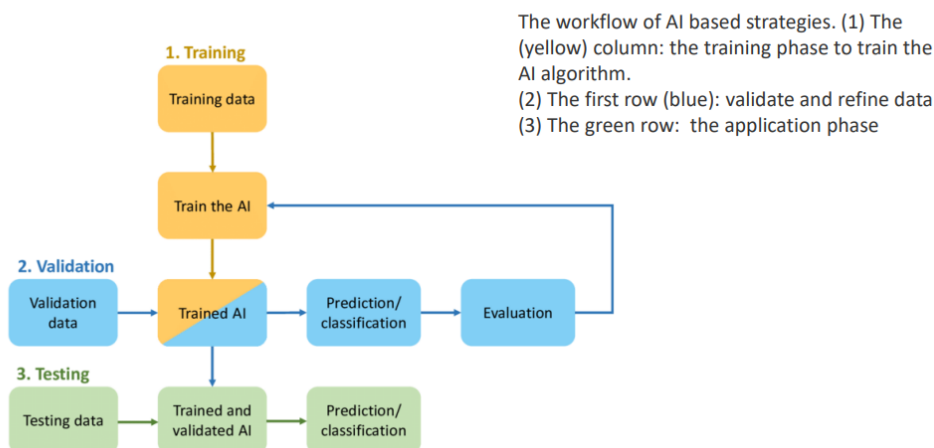 The workflow of AI based strategies. (1) The
(yellow) column: the training phase to train the
AI algorithm.
(2) The first row (blue): validate and refine data
(3) The green row: the application phase
1. Training
Training data
Train the AI
2. Validation
Validation
data
Trained AI
Prediction/
classification
Evaluation
3. Testing
Testing data
Trained and
validated AI
Prediction/
classification